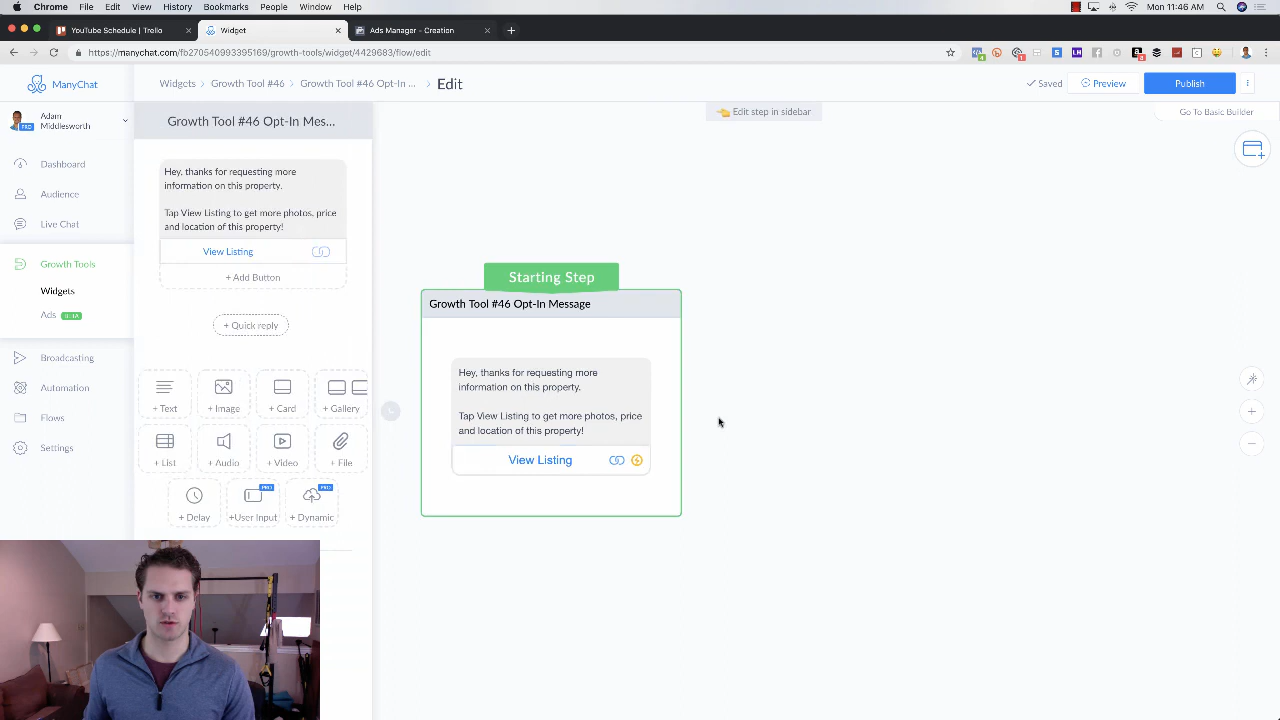 Chrome File Edit View History Bookmarks People Window Help
Mon 11:46 AM
YouTube Schedule | Trello
Widget
Ads Manager - Creation
https://manychat.com/fb270540993395169/growth-tools/widget/4429683/flow/edit
ManyChat
Widgets > Growth Tool #46 > Growth Tool #46 Opt-In ... > Edit
Saved
Preview
Publish
Adam
Middlesworth
PRO
Dashboard
Audience
Live Chat
Growth Tools
Widgets
Ads BETA
Broadcasting
Automation
Flows
Settings
Growth Tool #46 Opt-In Mes...
Hey, thanks for requesting more
information on this property.
Tap View Listing to get more photos, price
and location of this property!
View Listing
+ Add Button
+ Quick reply
+ Text
+ Image
+ Card
+ Gallery
+ List
+ Audio
+ Video
+ File
+ Delay
PRO
+User Input
PRO
+ Dynamic
Edit step in sidebar
Go To Basic Builder
Starting Step
Growth Tool #46 Opt-In Message
Hey, thanks for requesting more
information on this property.
Tap View Listing to get more photos, price
and location of this property!
View Listing